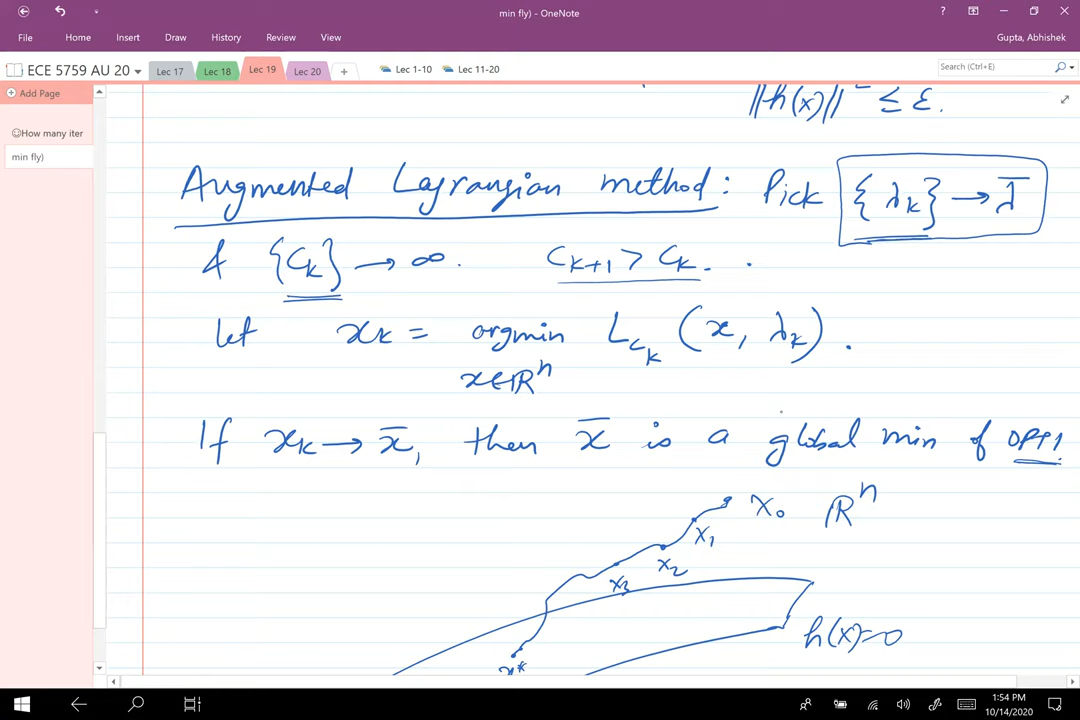 min fly) - OneNote
?
File Home Insert Draw History Review View Gupta, Abhishek
ECE 5759 AU 20 Lec 17 Lec 18 Lec 19 Lec 20 + Lec 1-10 Lec 11-20 Search (Ctrl+E)
Add Page
How many iter
min fly)
||h(x)||² ≤ ε.
Augmented Lagrangian method : Pick {λk} → λ̄
& {Ck} → ∞. Ck+1 > Ck.
Let xk = argmin L_Ck (x, λk).
x∈ℝⁿ
If xk → x̄, then x̄ is a global min of OPT1.
x₀ ℝⁿ
x₁
x₂
x₃
h(x)=0
x*
1:54 PM
10/14/2020